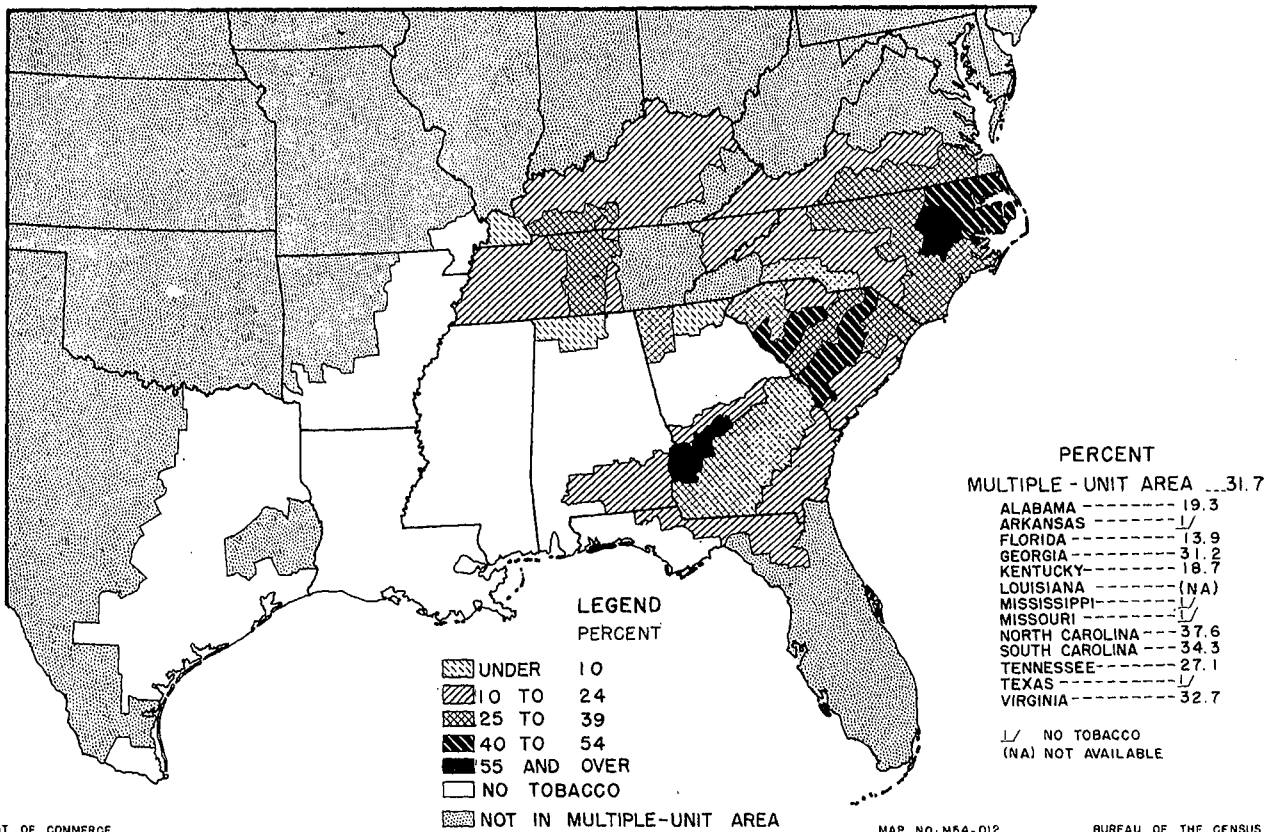 PERCENT
MULTIPLE-UNIT AREA ---31.7
ALABAMA -------- 19.3
ARKANSAS ------- 1/
FLORIDA -------- 13.9
GEORGIA -------- 31.2
KENTUCKY-------- 18.7
LOUISIANA ------ (NA)
MISSISSIPPI----- 1/
MISSOURI ------- 1/
NORTH CAROLINA --- 37.6
SOUTH CAROLINA --- 34.3
TENNESSEE------- 27.1
TEXAS ---------- 1/
VIRGINIA-------- 32.7
1/ NO TOBACCO
(NA) NOT AVAILABLE
LEGEND
PERCENT
UNDER 10
10 TO 24
25 TO 39
40 TO 54
55 AND OVER
NO TOBACCO
NOT IN MULTIPLE-UNIT AREA
OF COMMERCE
MAP NO. M54-012
BUREAU OF THE CENSUS